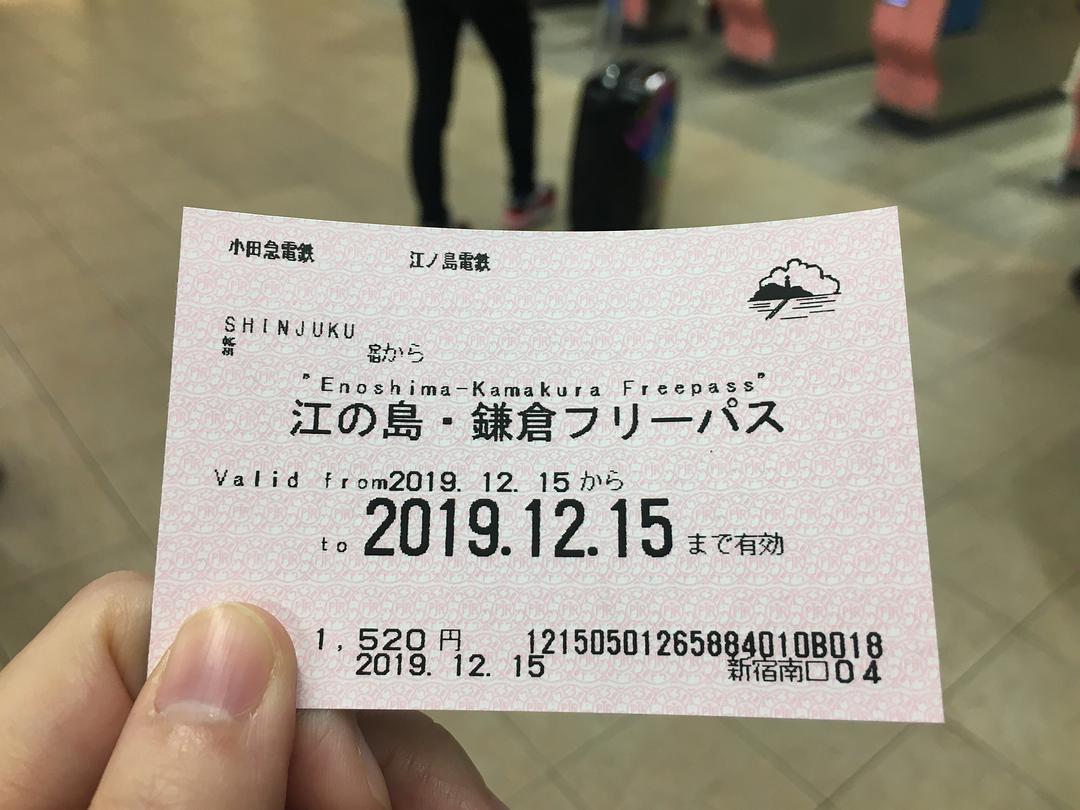 小田急電鉄 江ノ島電鉄
SHINJUKU
新 宿から
"Enoshima-Kamakura Freepass"
江の島・鎌倉フリーパス
Valid from2019. 12. 15から
to 2019.12.15まで有効
1, 520円 12150501265884010B018
2019. 12. 15 新宿南口04